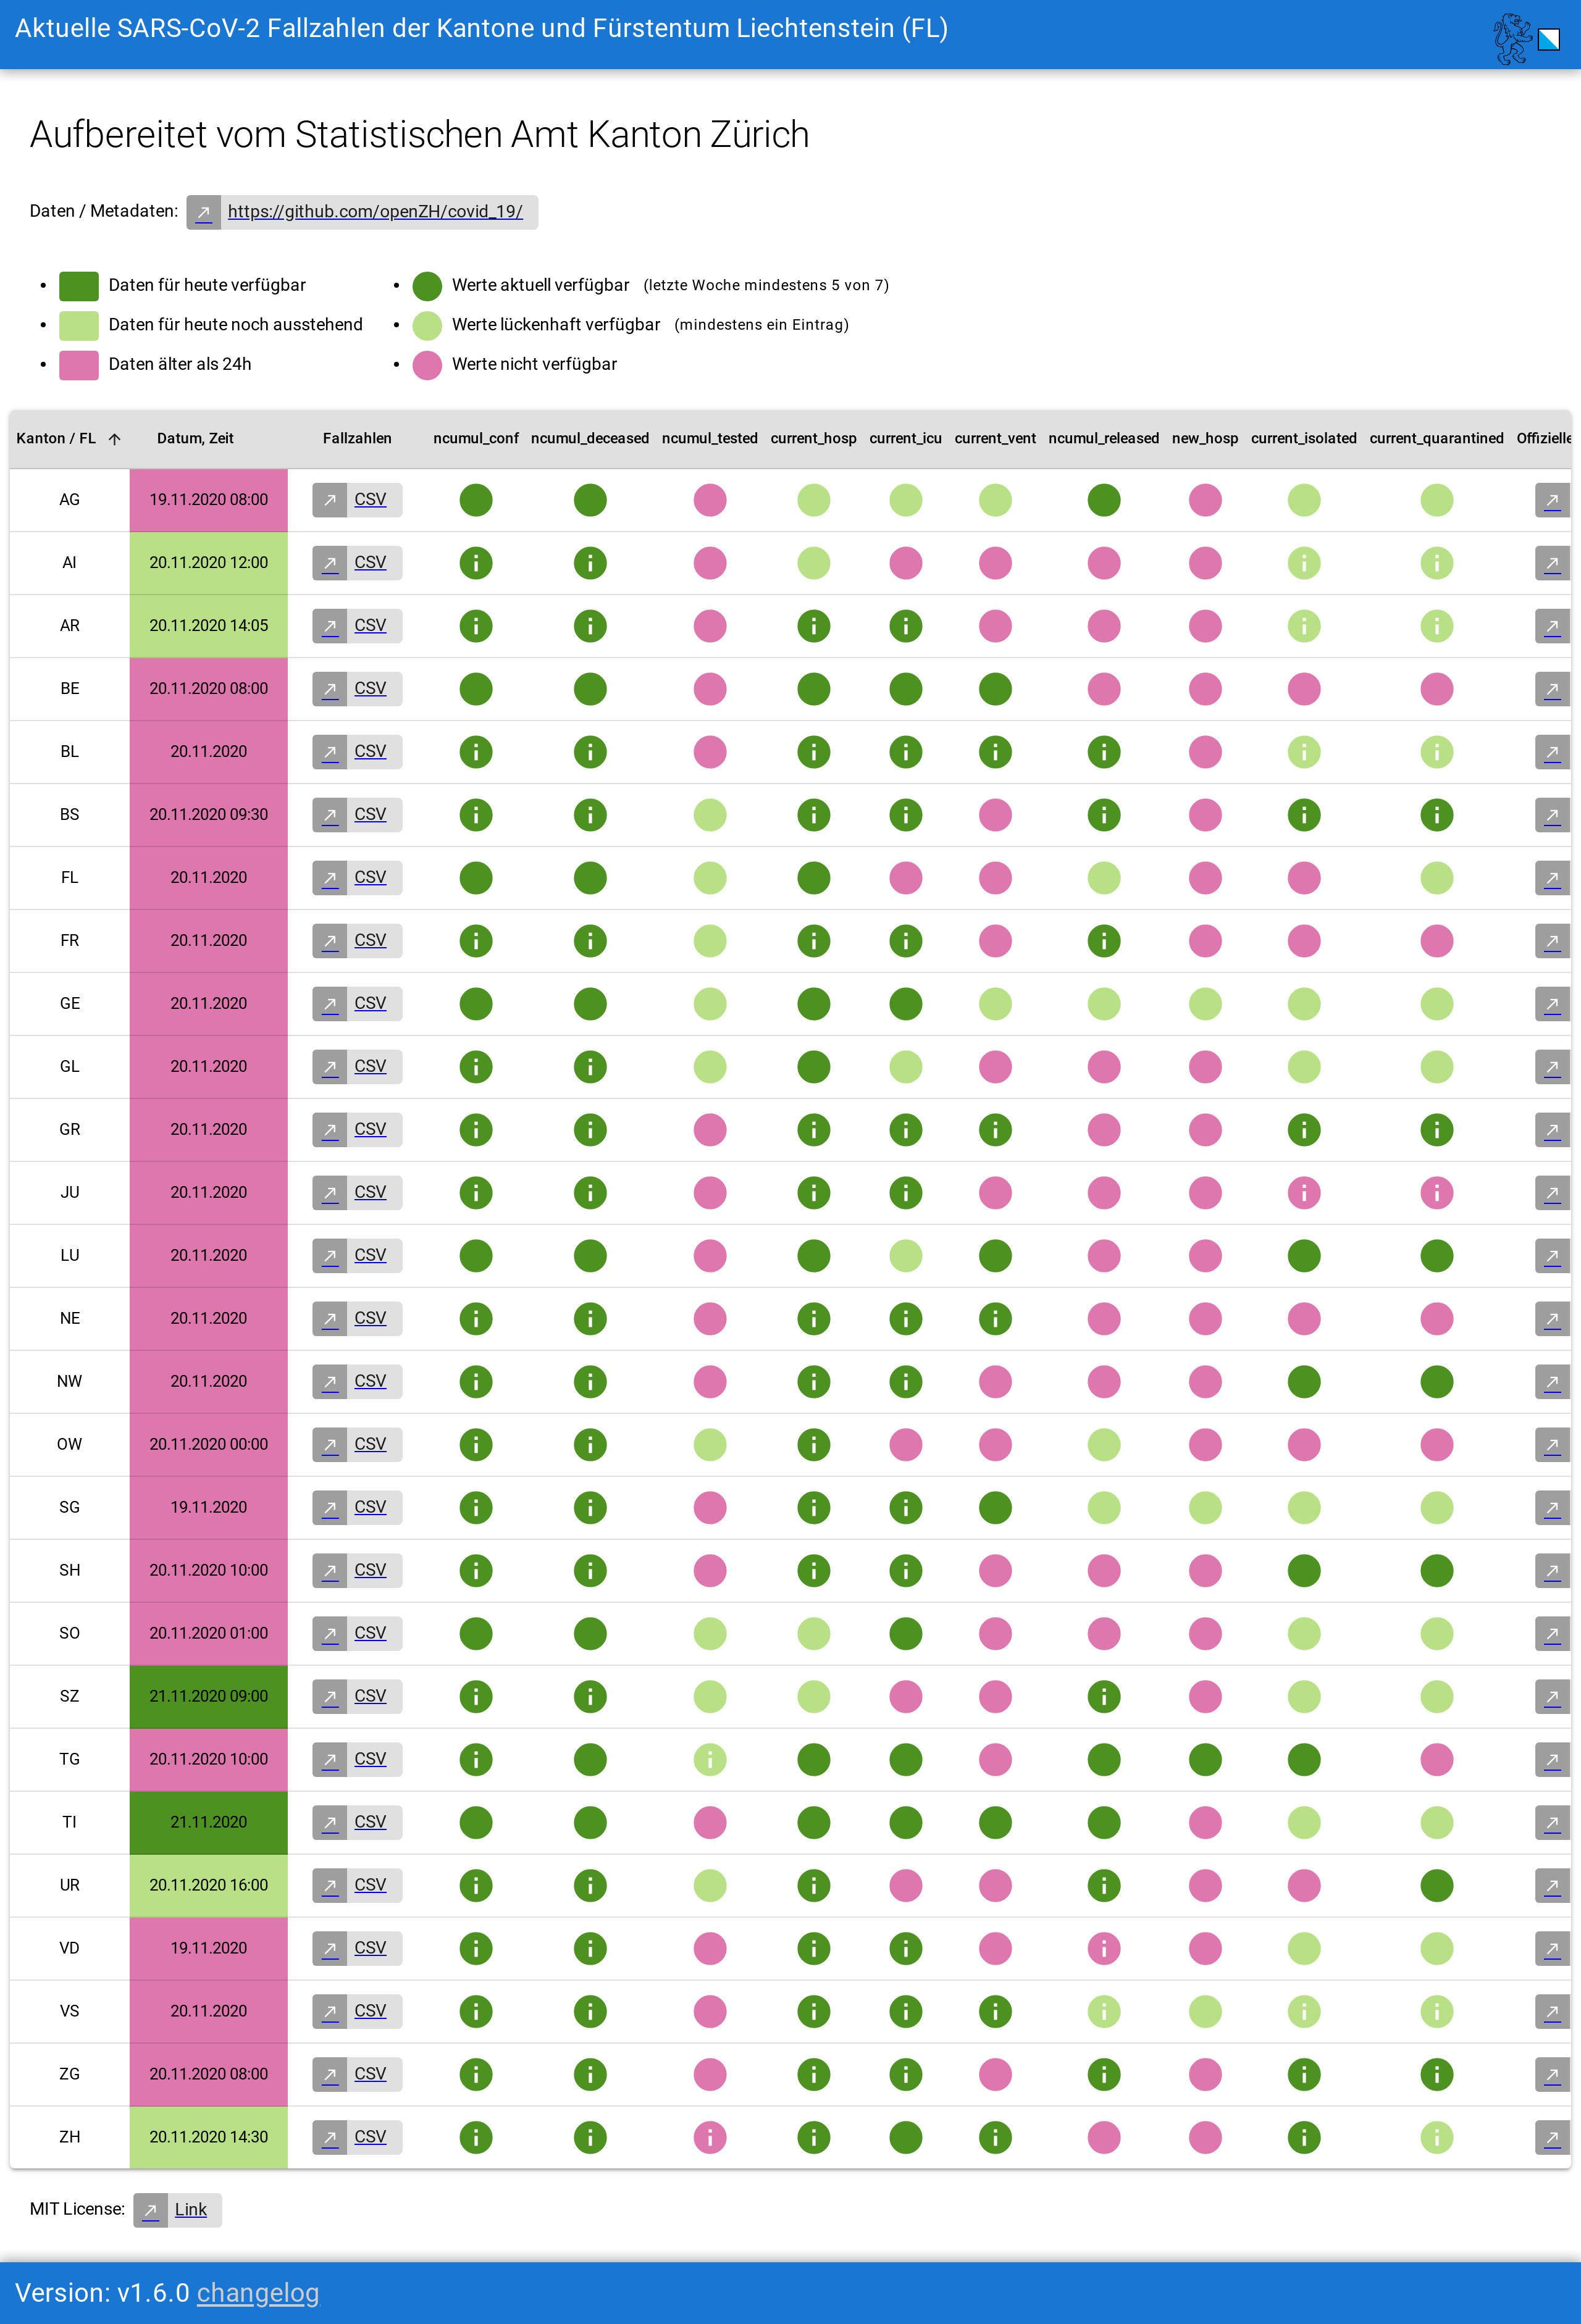 Aktuelle SARS-CoV-2 Fallzahlen der Kantone und Fürstentum Liechtenstein (FL)
Aufbereitet vom Statistischen Amt Kanton Zürich
Daten / Metadaten: https://github.com/openZH/covid_19/
Daten für heute verfügbar
Daten für heute noch ausstehend
Daten älter als 24h
Werte aktuell verfügbar (letzte Woche mindestens 5 von 7)
Werte lückenhaft verfügbar (mindestens ein Eintrag)
Werte nicht verfügbar
Kanton / FL Datum, Zeit Fallzahlen ncumul_conf ncumul_deceased ncumul_tested current_hosp current_icu current_vent ncumul_released new_hosp current_isolated current_quarantined Offizielle
AG 19.11.2020 08:00 CSV
AI 20.11.2020 12:00 CSV
AR 20.11.2020 14:05 CSV
BE 20.11.2020 08:00 CSV
BL 20.11.2020 CSV
BS 20.11.2020 09:30 CSV
FL 20.11.2020 CSV
FR 20.11.2020 CSV
GE 20.11.2020 CSV
GL 20.11.2020 CSV
GR 20.11.2020 CSV
JU 20.11.2020 CSV
LU 20.11.2020 CSV
NE 20.11.2020 CSV
NW 20.11.2020 CSV
OW 20.11.2020 00:00 CSV
SG 19.11.2020 CSV
SH 20.11.2020 10:00 CSV
SO 20.11.2020 01:00 CSV
SZ 21.11.2020 09:00 CSV
TG 20.11.2020 10:00 CSV
TI 21.11.2020 CSV
UR 20.11.2020 16:00 CSV
VD 19.11.2020 CSV
VS 20.11.2020 CSV
ZG 20.11.2020 08:00 CSV
ZH 20.11.2020 14:30 CSV
MIT License: Link
Version: v1.6.0 changelog